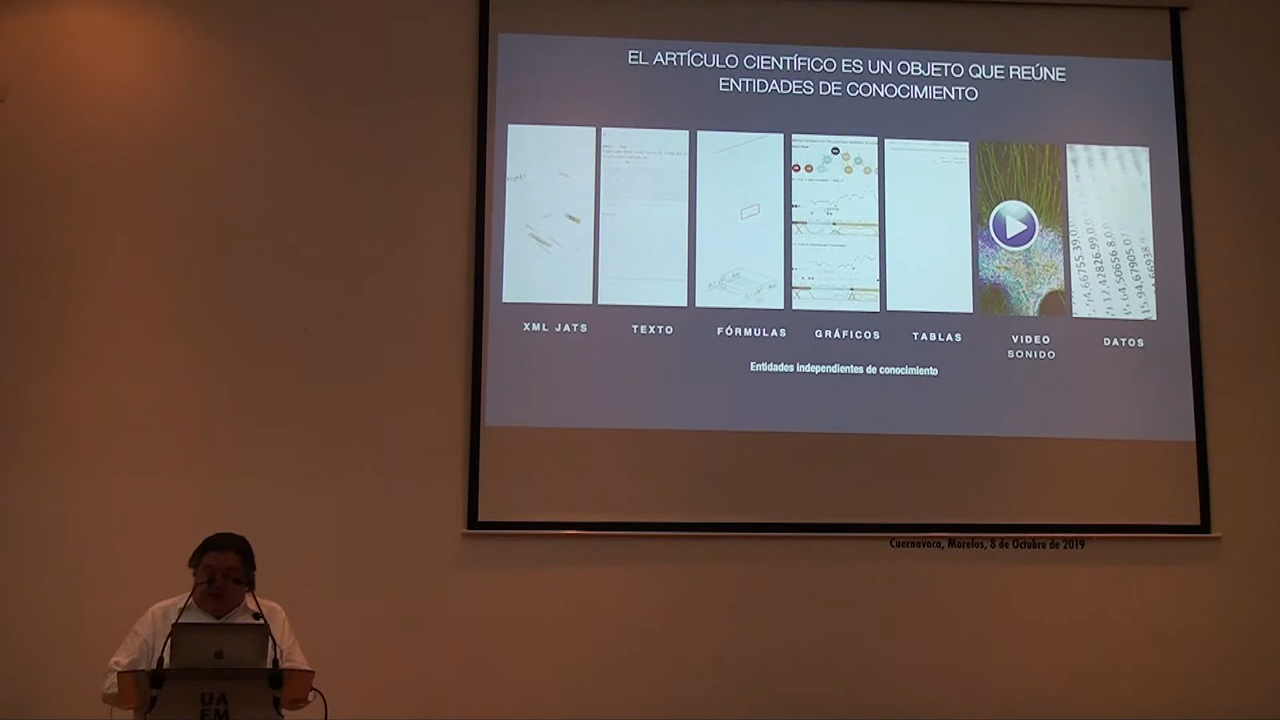 EL ARTÍCULO CIENTÍFICO ES UN OBJETO QUE REÚNE
ENTIDADES DE CONOCIMIENTO
XML JATS
TEXTO
FÓRMULAS
GRÁFICOS
TABLAS
VIDEO
SONIDO
DATOS
Entidades independientes de conocimiento
Cuernavaca, Morelos, 8 de Octubre de 2019
UA
EM